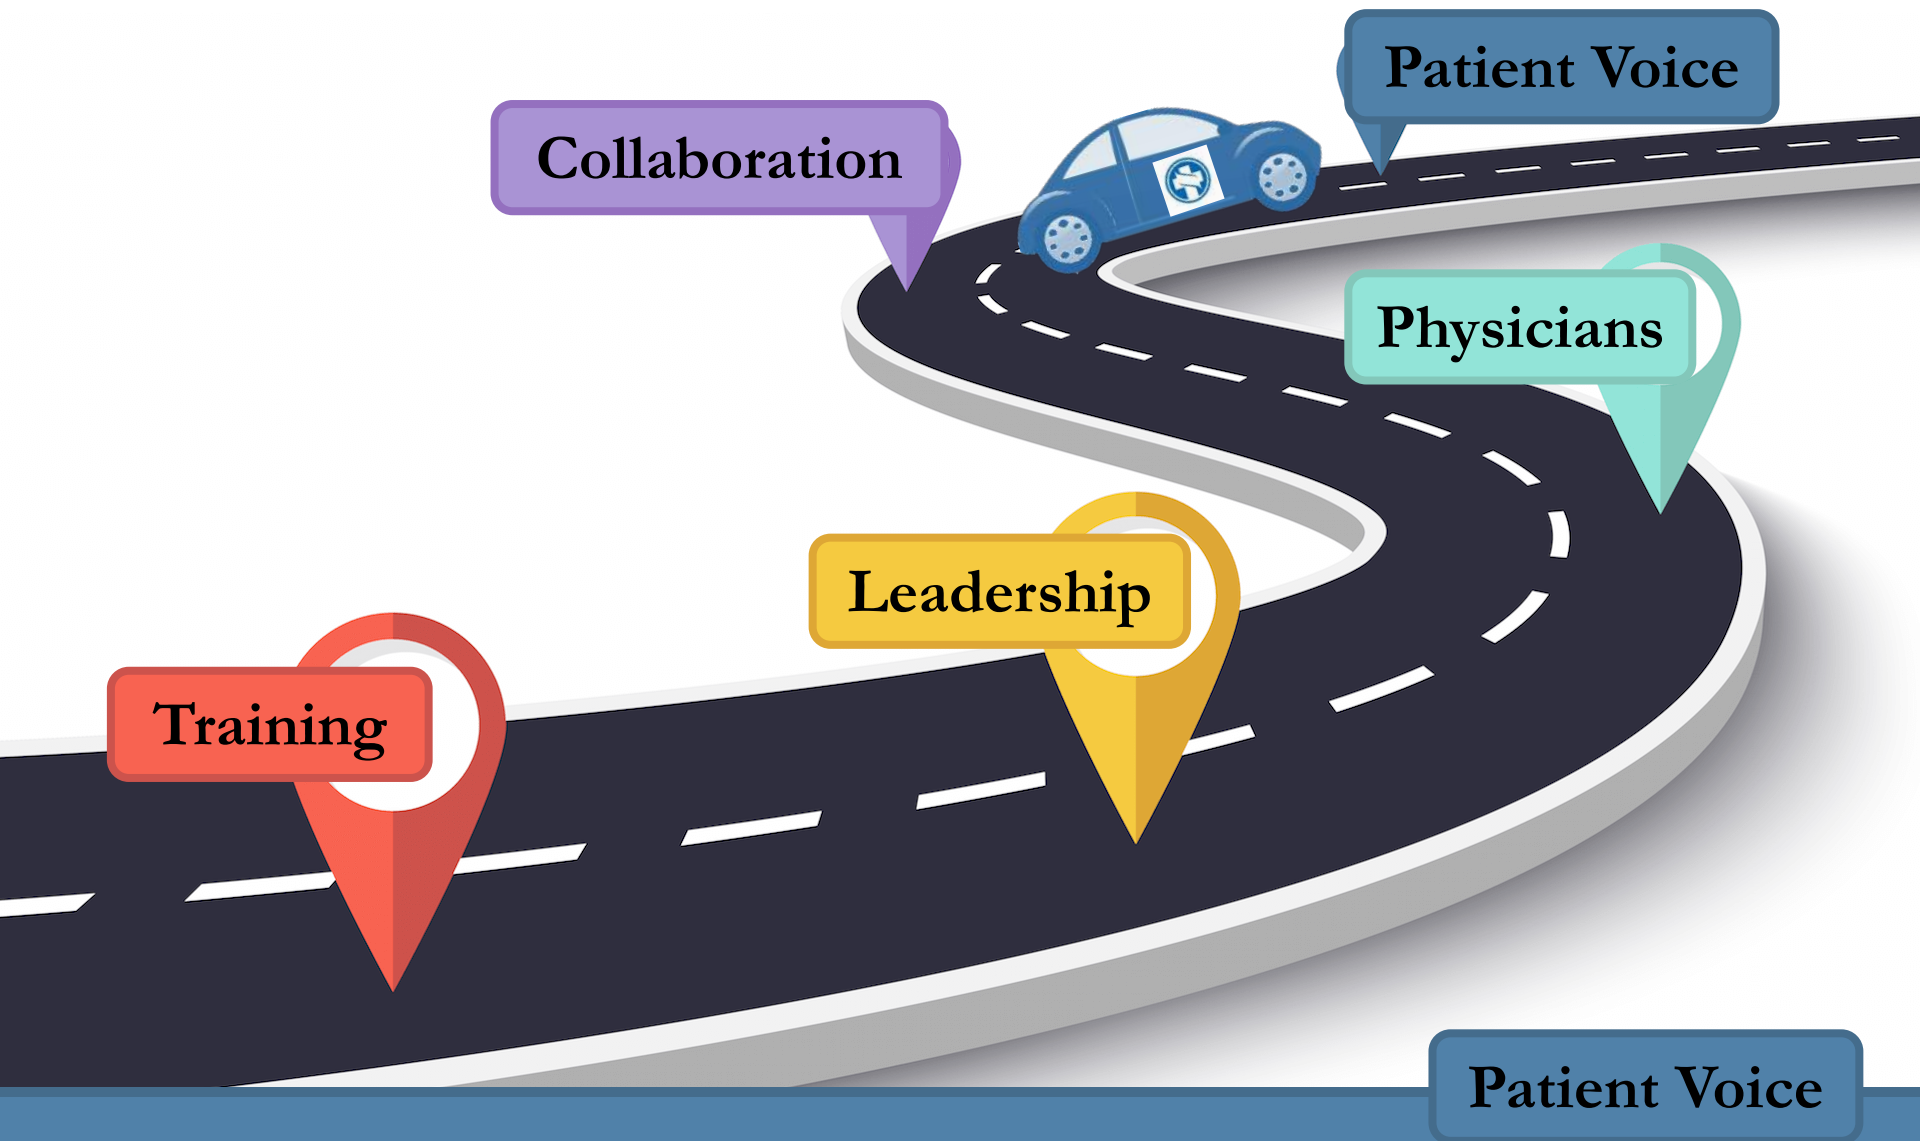 Patient Voice
Collaboration
Physicians
Leadership
Training
Patient Voice